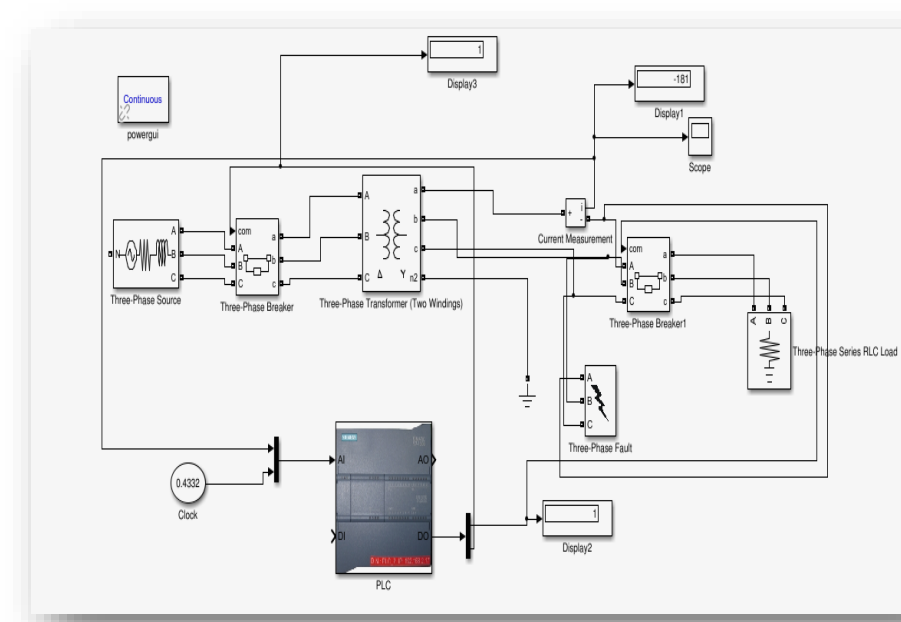 1
Display3
Continuous
powergui
-181
Display1
Scope
A
B
C
a
b
c
n2
Δ
Y
Three-Phase Transformer (Two Windings)
+
i
-
Current Measurement
N
A
B
C
Three-Phase Source
com
A
B
C
a
b
c
Three-Phase Breaker
com
A
B
C
a
b
c
Three-Phase Breaker1
A
B
C
Three-Phase Series RLC Load
A
B
C
Three-Phase Fault
0.4332
Clock
SIEMENS
AI
AO
DI
DO
PLC
1
Display2